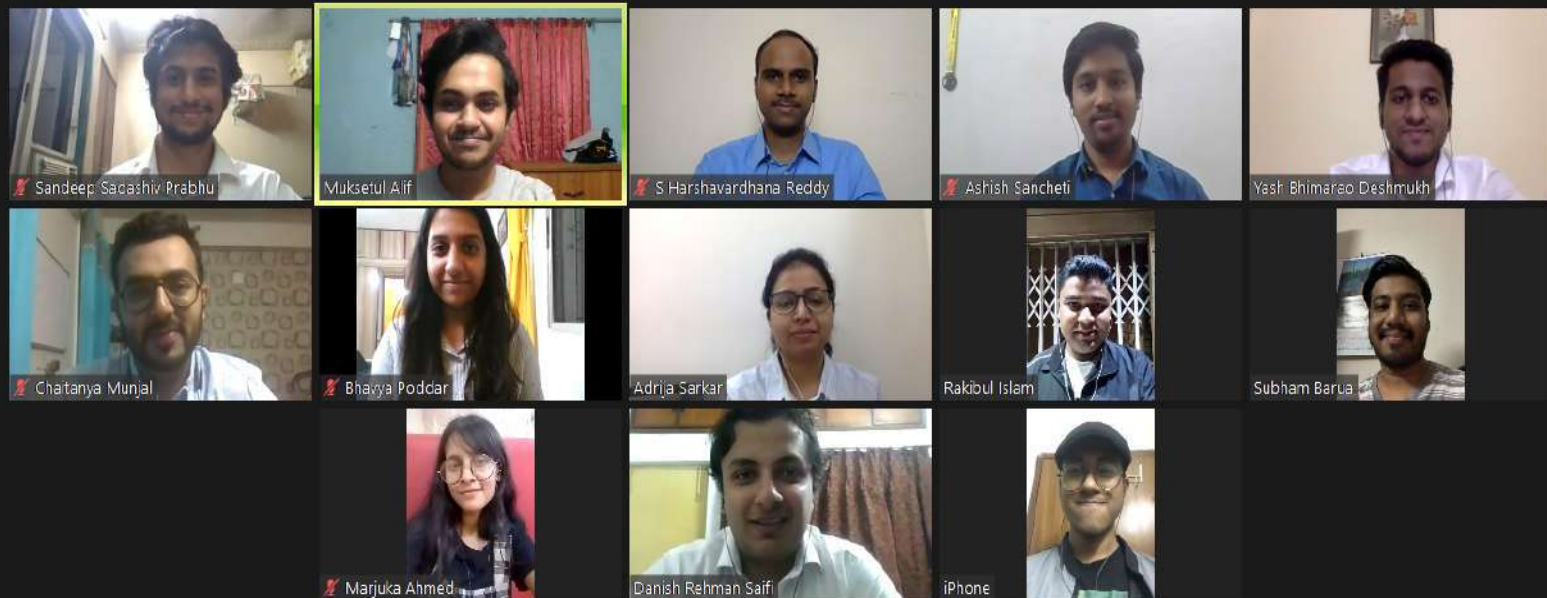 Sandeep Sadashiv Prabhu
Muksetul Alif
S Harshavardhana Reddy
Ashish Sancheti
Yash Bhimarao Deshmukh
Chaitanya Munjal
Bhavya Poddar
Adrija Sarkar
Rakibul Islam
Subham Barua
Marjuka Ahmed
Danish Rehman Saifi
iPhone